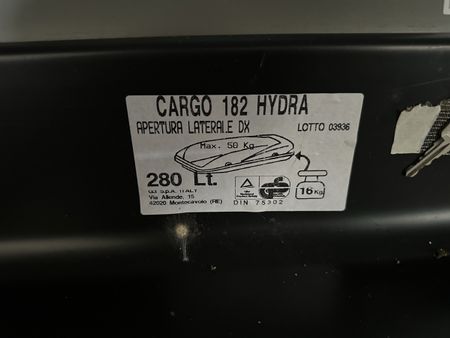 CARGO 182 HYDRA
APERTURA LATERALE DX
LOTTO 03936
Max. 50 Kg
280 Lt.
G.I. S.p.A. ITALY
Via Allende, 15
42020 Montecavolo (RE)
16 Kg
DIN 75302